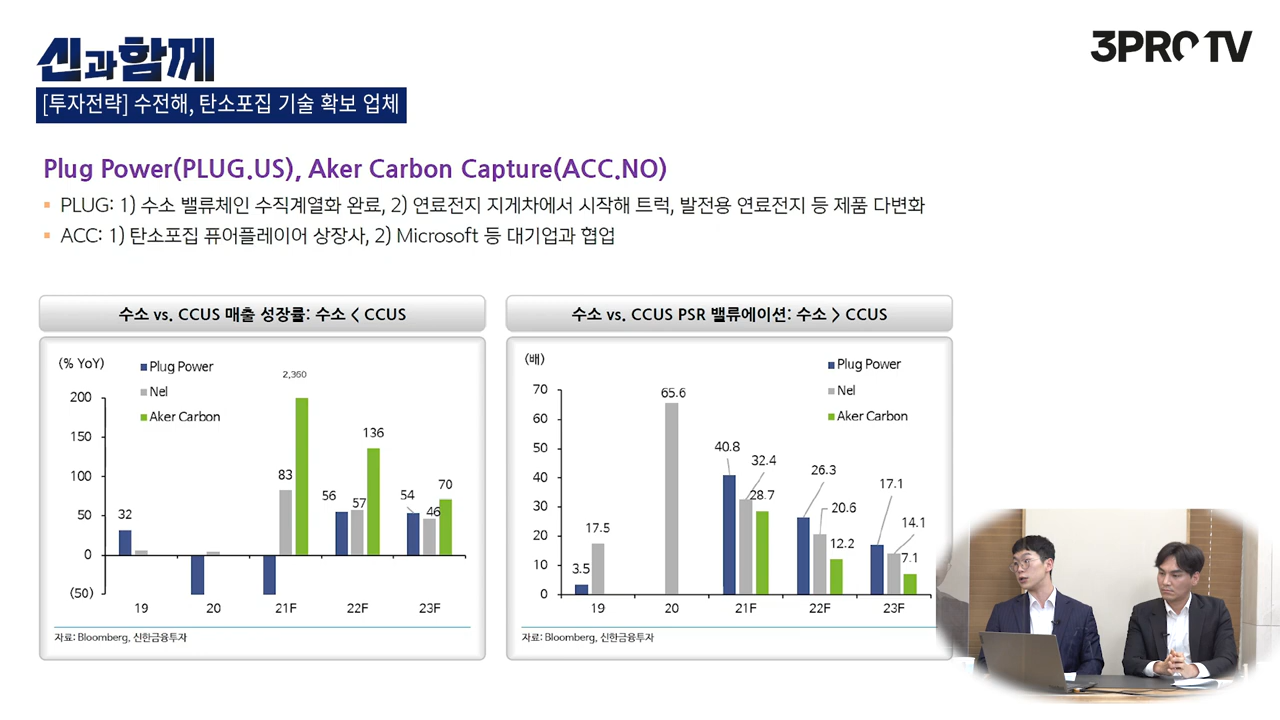 신과함께
3PRO TV
[투자전략] 수전해, 탄소포집 기술 확보 업체
Plug Power(PLUG.US), Aker Carbon Capture(ACC.NO)
▪ PLUG: 1) 수소 밸류체인 수직계열화 완료, 2) 연료전지 지게차에서 시작해 트럭, 발전용 연료전지 등 제품 다변화
▪ ACC: 1) 탄소포집 퓨어플레이어 상장사, 2) Microsoft 등 대기업과 협업
수소 vs. CCUS 매출 성장률: 수소 < CCUS
(% YoY)
Plug Power
Nel
Aker Carbon
2,360
200
150
100
50
0
(50)
32
83
56
57
136
54
46
70
19
20
21F
22F
23F
자료: Bloomberg, 신한금융투자
수소 vs. CCUS PSR 밸류에이션: 수소 > CCUS
(배)
Plug Power
Nel
Aker Carbon
70
60
50
40
30
20
10
0
3.5
17.5
65.6
40.8
32.4
28.7
26.3
20.6
12.2
17.1
14.1
7.1
19
20
21F
22F
23F
자료: Bloomberg, 신한금융투자